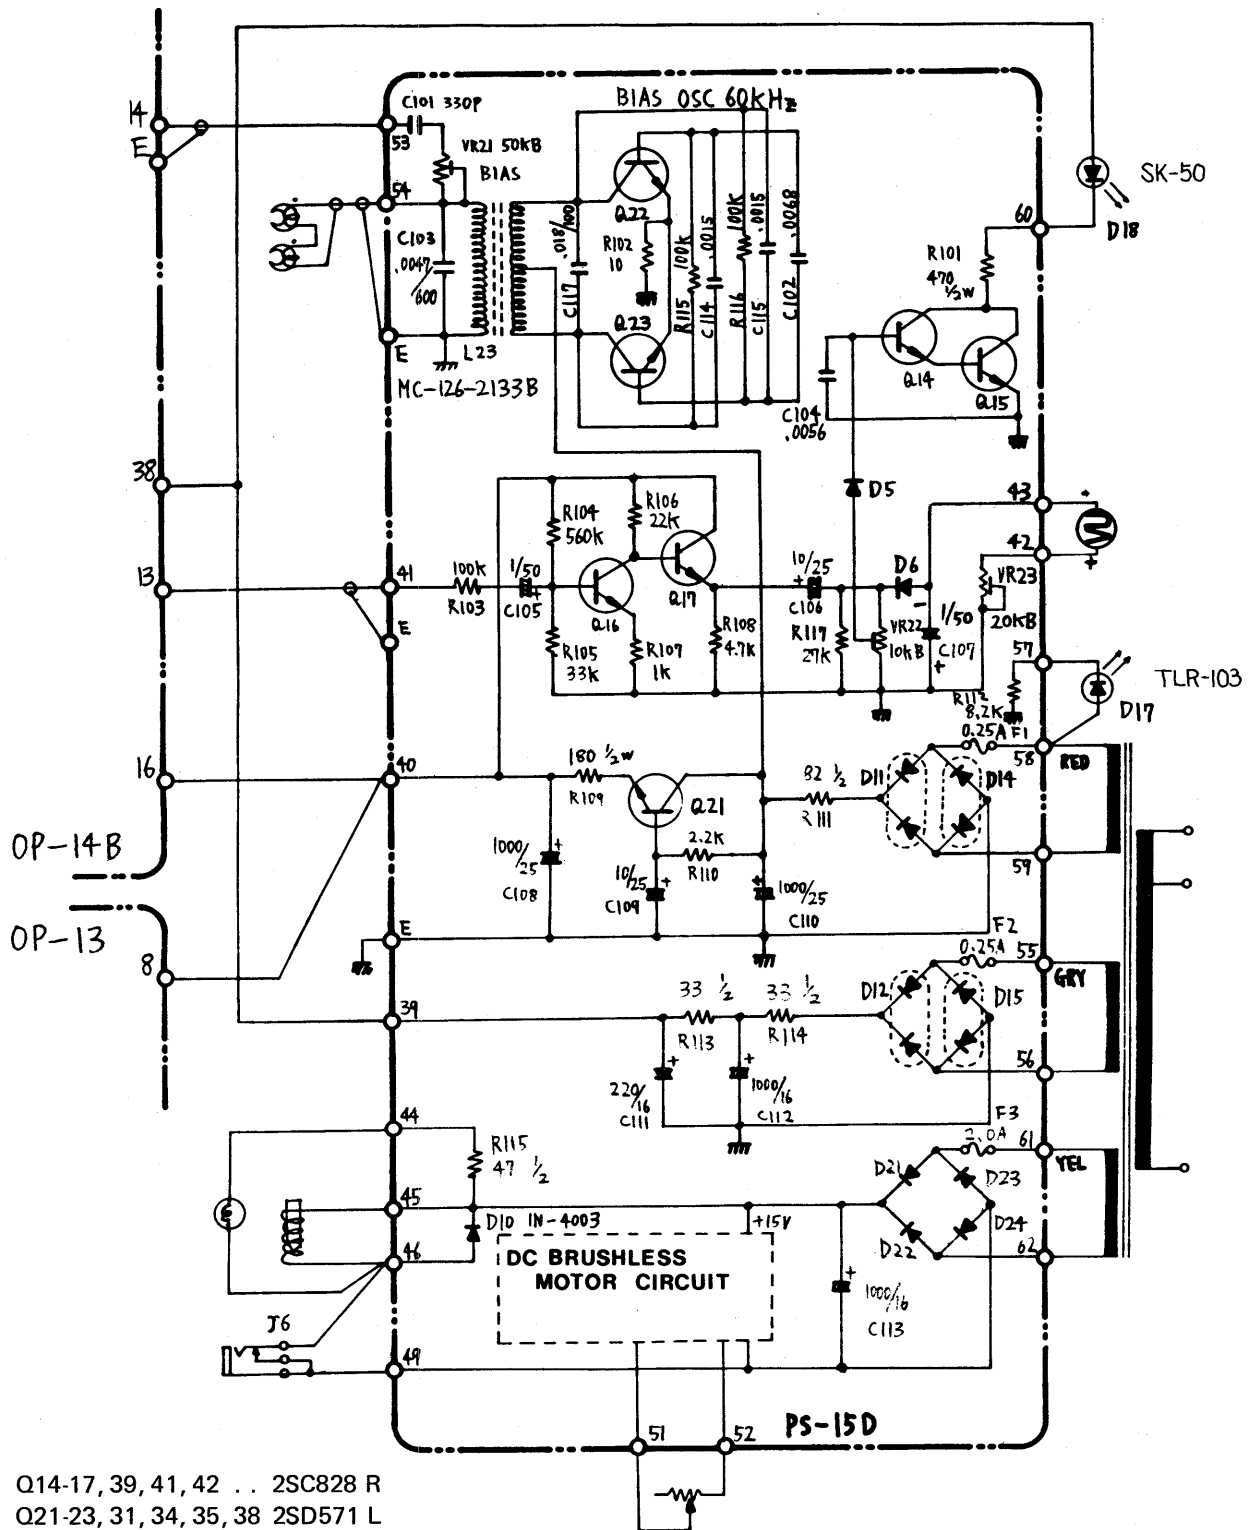 BIAS OSC 60KHz
14
E
C101 330P
53
VR21 50KB
BIAS
54
C103
.0047
/600
E
L23
MC-126-2133B
.018/100
C117
Q22
R102
10
Q23
100K
R115
.0015
C114
100K
R116
.0015
C115
.0068
C102
SK-50
60
D18
R101
470
1/2W
Q14
Q15
C104
.0056
38
13
41
E
100K
R103
1/50
+
C105
R104
560K
R106
22K
Q16
Q17
R105
33K
R107
1K
R108
4.7K
10/25
+
C106
R117
27K
D5
D6
VR22
10KB
1/50
C107
-
+
43
42
+
VR23
20KB
57
R112
8.2K
TLR-103
D17
0.25A F1
58
RED
16
40
180 1/2W
R109
Q21
2.2K
R110
1000/25
+
C108
10/25
+
C109
1000/25
+
C110
82 1/2
R111
D11
D14
59
OP-14B
OP-13
8
E
F2
0.25A
55
GRY
39
33 1/2
R113
33 1/2
R114
D12
D15
56
220/16
+
C111
1000/16
+
C112
F3
2.0A
61
YEL
44
R115
47 1/2
45
D10 IN-4003
46
+15V
DC BRUSHLESS
MOTOR CIRCUIT
D21
D23
D22
D24
62
1000/16
+
C113
J6
49
PS-15D
51
52
Q14-17, 39, 41, 42 . . 2SC828 R
Q21-23, 31, 34, 35, 38 2SD571 L